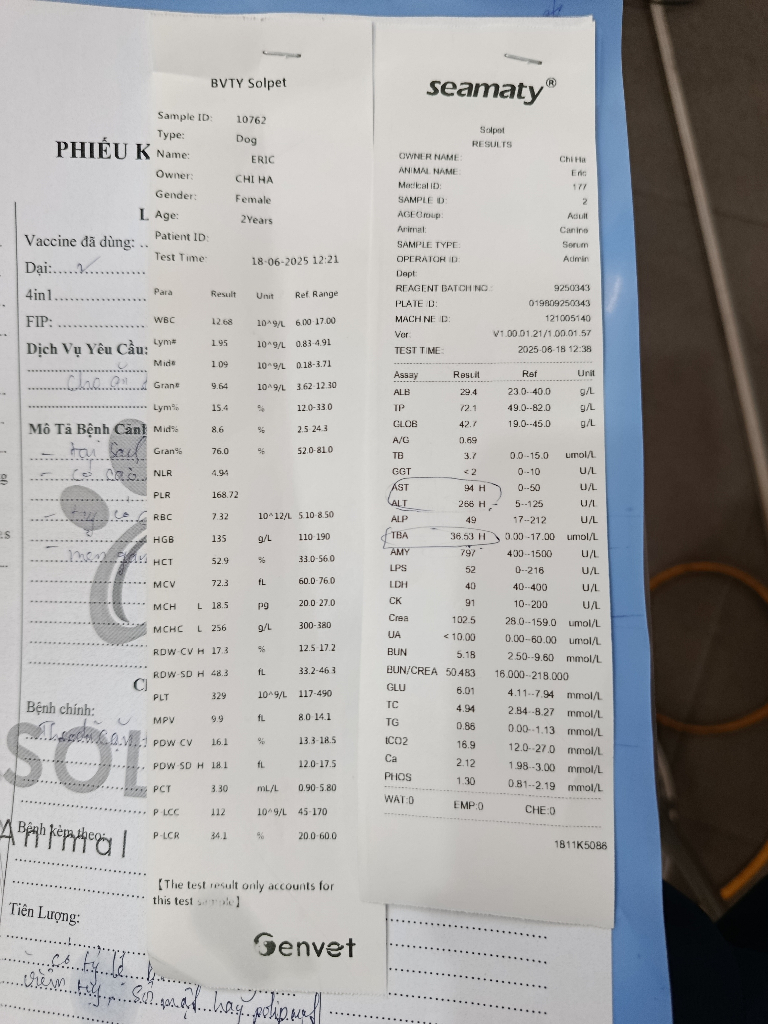 PHIẾU K
L
Vaccine đã dùng: ..
Dại:
4in1
FIP:
Dịch Vụ Yêu Cầu:
Mô Tả Bệnh Cảnh
Bệnh chính:
SOL
Animal
Bệnh kèm theo:
Tiên Lượng:
có tỷ lệ
viêm tụy, sỏi mật hay
BVTY Solpet
Sample ID: 10762
Type: Dog
Name: ERIC
Owner: CHI HA
Gender: Female
Age: 2Years
Patient ID:
Test Time: 18-06-2025 12:21
Para Result Unit Ref. Range
WBC 12.68 10^9/L 6.00-17.00
Lym# 1.95 10^9/L 0.83-4.91
Mid# 1.09 10^9/L 0.18-3.71
Gran# 9.64 10^9/L 3.62-12.30
Lym% 15.4 % 12.0-33.0
Mid% 8.6 % 2.5-24.3
Gran% 76.0 % 52.0-81.0
NLR 4.94
PLR 168.72
RBC 7.32 10^12/L 5.10-8.50
HGB 135 g/L 110-190
HCT 52.9 % 33.0-56.0
MCV 72.3 fL 60.0-76.0
MCH L 18.5 pg 20.0-27.0
MCHC L 256 g/L 300-380
RDW-CV H 17.3 % 12.5-17.2
RDW-SD H 48.3 fL 33.2-46.3
PLT 329 10^9/L 117-490
MPV 9.9 fL 8.0-14.1
PDW-CV 16.1 % 13.3-18.5
PDW-SD H 18.1 fL 12.0-17.5
PCT 3.30 mL/L 0.90-5.80
P-LCC 112 10^9/L 45-170
P-LCR 34.1 % 20.0-60.0
【The test result only accounts for
this test sample】
Genvet
seamaty®
Solpet
RESULTS
OWNER NAME: Chi Ha
ANIMAL NAME: Eric
Medical ID: 177
SAMPLE ID: 2
AGEGroup: Adult
Animal: Canine
SAMPLE TYPE: Serum
OPERATOR ID: Admin
Dept:
REAGENT BATCH NO.: 9250343
PLATE ID: 019809250343
MACHINE ID: 121005140
Ver: V1.00.01.21/1.00.01.57
TEST TIME: 2025-06-18 12:38
Assay Result Ref Unit
ALB 29.4 23.0--40.0 g/L
TP 72.1 49.0--82.0 g/L
GLOB 42.7 19.0--45.0 g/L
A/G 0.69
TB 3.7 0.0--15.0 umol/L
GGT < 2 0--10 U/L
AST 94 H 0--50 U/L
ALT 266 H 5--125 U/L
ALP 49 17--212 U/L
TBA 36.53 H 0.00--17.00 umol/L
AMY 797 400--1500 U/L
LPS 52 0--216 U/L
LDH 40 40--400 U/L
CK 91 10--200 U/L
Crea 102.5 28.0--159.0 umol/L
UA < 10.00 0.00--60.00 umol/L
BUN 5.18 2.50--9.60 mmol/L
BUN/CREA 50.483 16.000--218.000
GLU 6.01 4.11--7.94 mmol/L
TC 4.94 2.84--8.27 mmol/L
TG 0.86 0.00--1.13 mmol/L
tCO2 16.9 12.0--27.0 mmol/L
Ca 2.12 1.98--3.00 mmol/L
PHOS 1.30 0.81--2.19 mmol/L
WAT:0 EMP:0 CHE:0
1811K5086